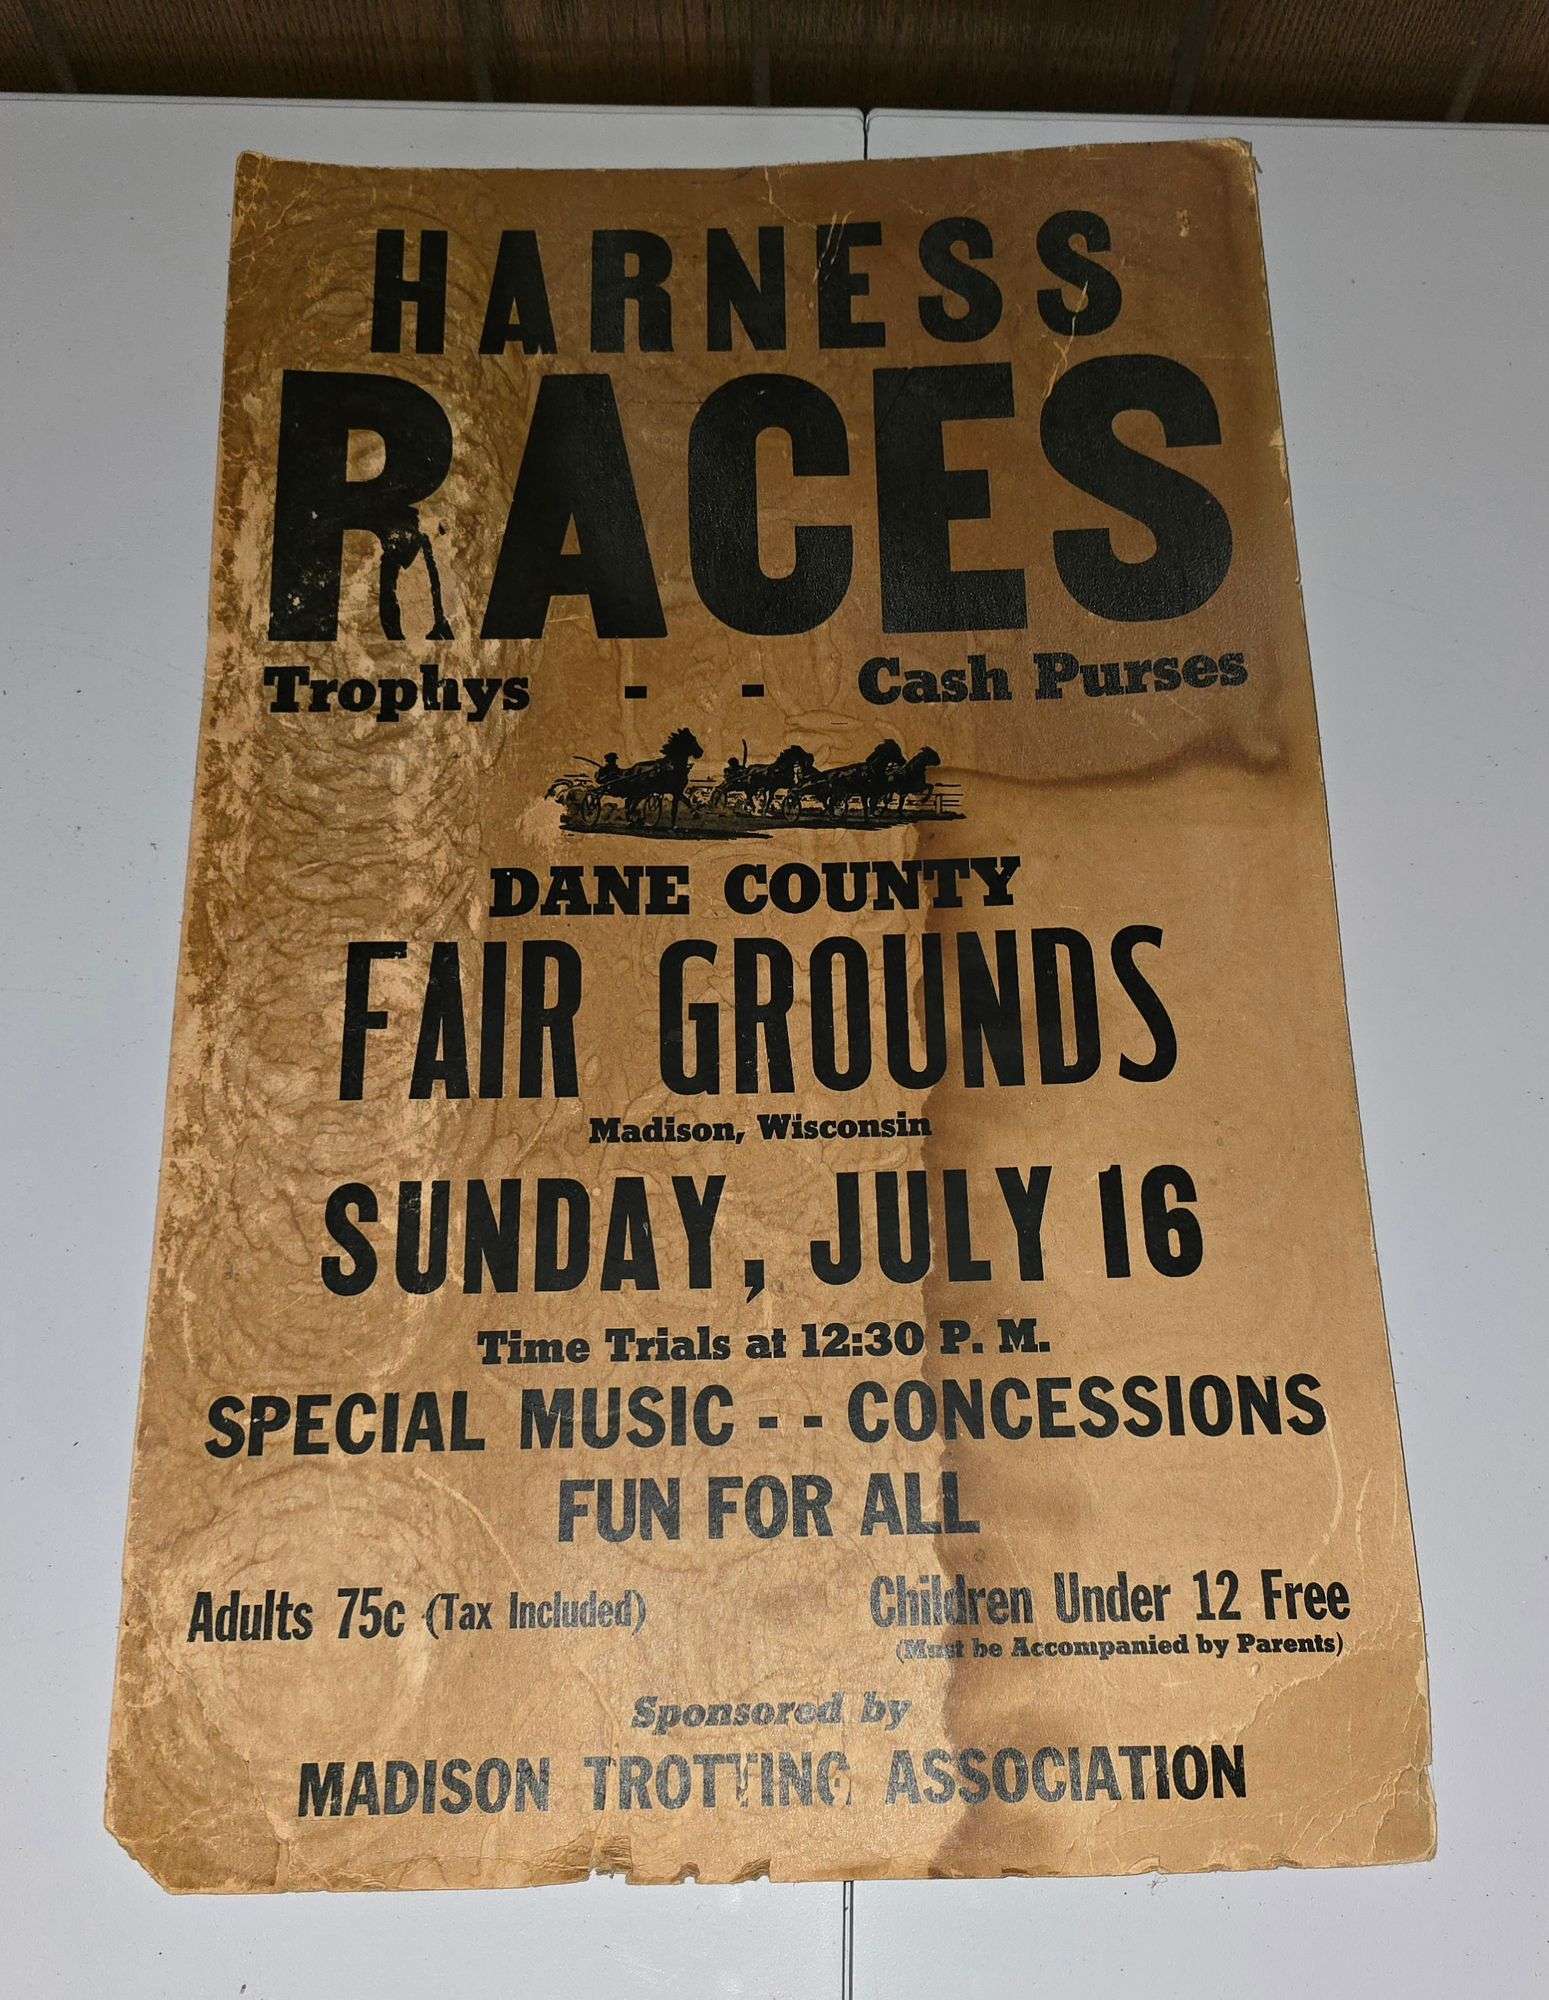 HARNESS
RACES
Trophys - - Cash Purses
DANE COUNTY
FAIR GROUNDS
Madison, Wisconsin
SUNDAY, JULY 16
Time Trials at 12:30 P. M.
SPECIAL MUSIC - - CONCESSIONS
FUN FOR ALL
Adults 75c (Tax Included) Children Under 12 Free
(Must be Accompanied by Parents)
Sponsored by
MADISON TROTTING ASSOCIATION